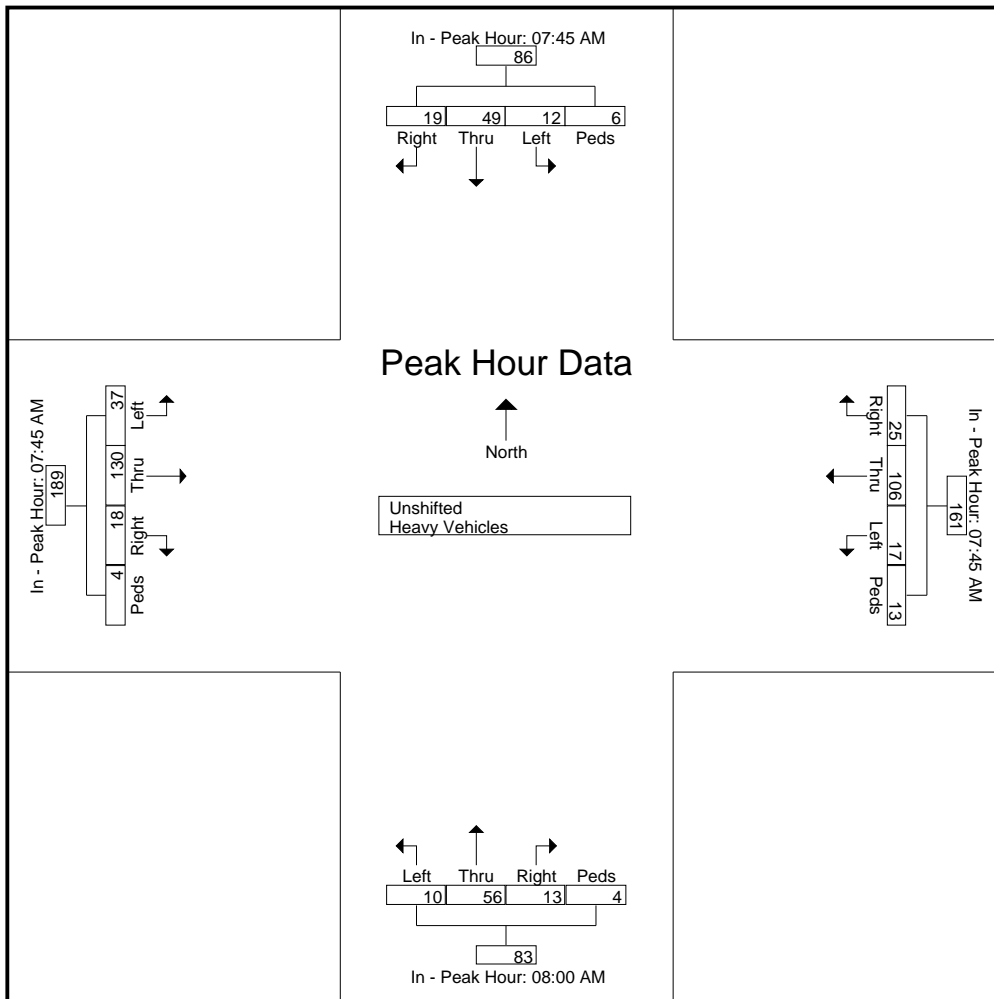 In - Peak Hour: 07:45 AM
86
19 49 12 6
Right Thru Left Peds
Peak Hour Data
North
Unshifted
Heavy Vehicles
In - Peak Hour: 07:45 AM
189
37 130 18 4
Left Thru Right Peds
Right Thru Left Peds
25 106 17 13
161
In - Peak Hour: 07:45 AM
Left Thru Right Peds
10 56 13 4
83
In - Peak Hour: 08:00 AM